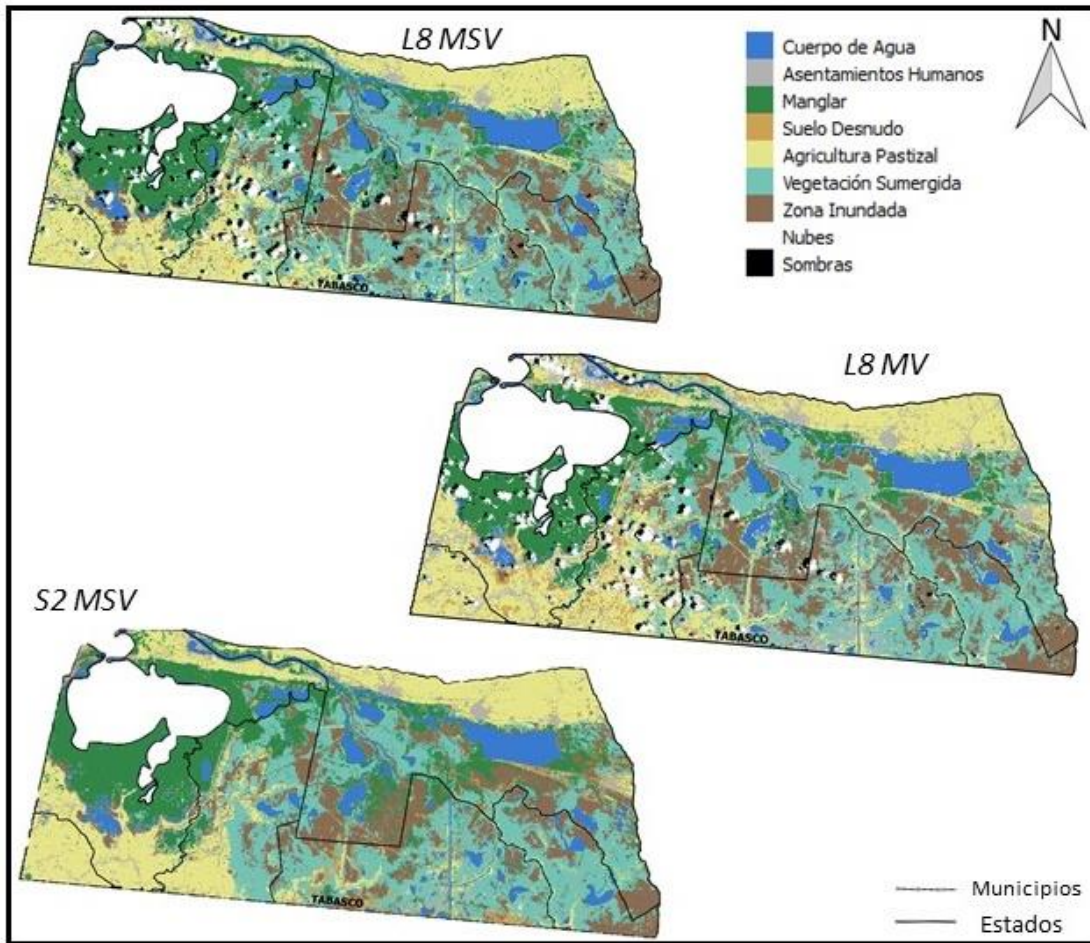 L8 MSV
Cuerpo de Agua
Asentamientos Humanos
Manglar
Suelo Desnudo
Agricultura Pastizal
Vegetación Sumergida
Zona Inundada
Nubes
Sombras
N
TABASCO
L8 MV
TABASCO
S2 MSV
TABASCO
Municipios
Estados